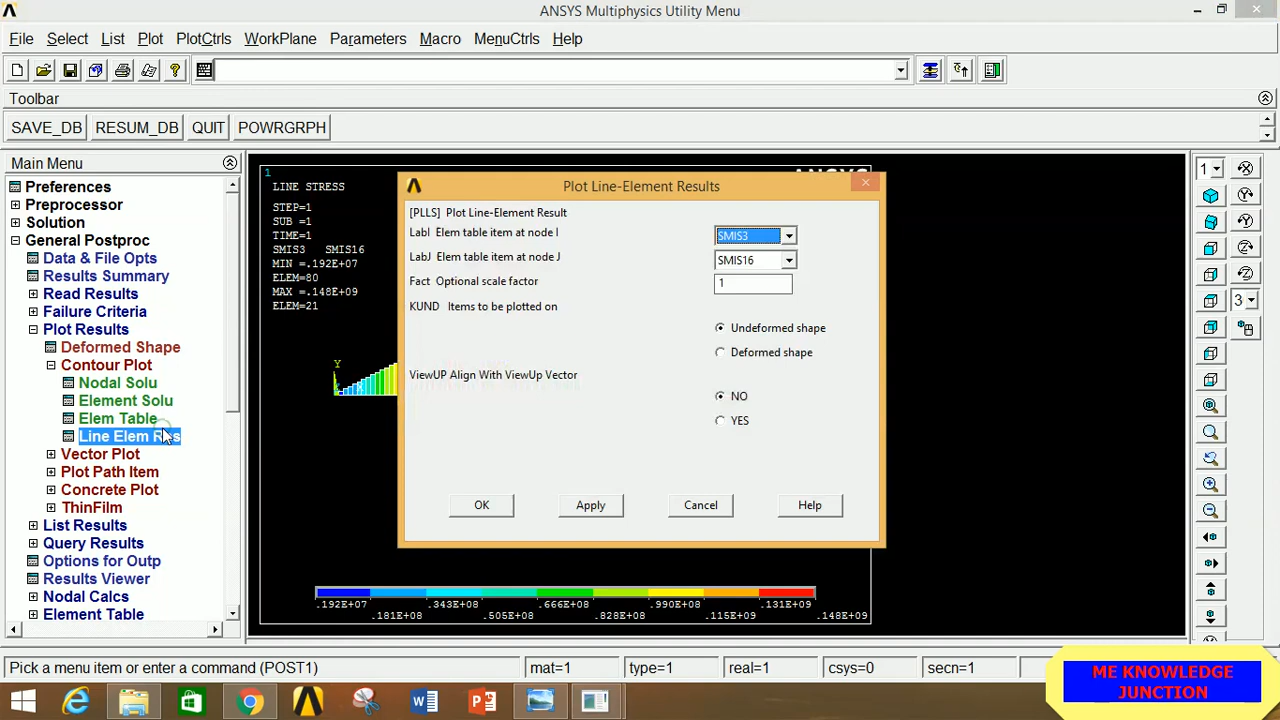 ANSYS Multiphysics Utility Menu
File Select List Plot PlotCtrls WorkPlane Parameters Macro MenuCtrls Help
Toolbar
SAVE_DB RESUM_DB QUIT POWRGRPH
Main Menu
Preferences
Preprocessor
Solution
General Postproc
Data & File Opts
Results Summary
Read Results
Failure Criteria
Plot Results
Deformed Shape
Contour Plot
Nodal Solu
Element Solu
Elem Table
Line Elem Res
Vector Plot
Plot Path Item
Concrete Plot
ThinFilm
List Results
Query Results
Options for Outp
Results Viewer
Nodal Calcs
Element Table
1
LINE STRESS
STEP=1
SUB =1
TIME=1
SMIS3 SMIS16
MIN =.192E+07
ELEM=80
MAX =.148E+09
ELEM=21
Y
X
Plot Line-Element Results
[PLLS] Plot Line-Element Result
LabI Elem table item at node I
SMIS3
LabJ Elem table item at node J
SMIS16
Fact Optional scale factor
1
KUND Items to be plotted on
Undeformed shape
Deformed shape
ViewUP Align With ViewUp Vector
NO
YES
OK Apply Cancel Help
.192E+07 .343E+08 .666E+08 .990E+08 .131E+09
.181E+08 .505E+08 .828E+08 .115E+09 .148E+09
1
3
Pick a menu item or enter a command (POST1) mat=1 type=1 real=1 csys=0 secn=1
ME KNOWLEDGE
JUNCTION